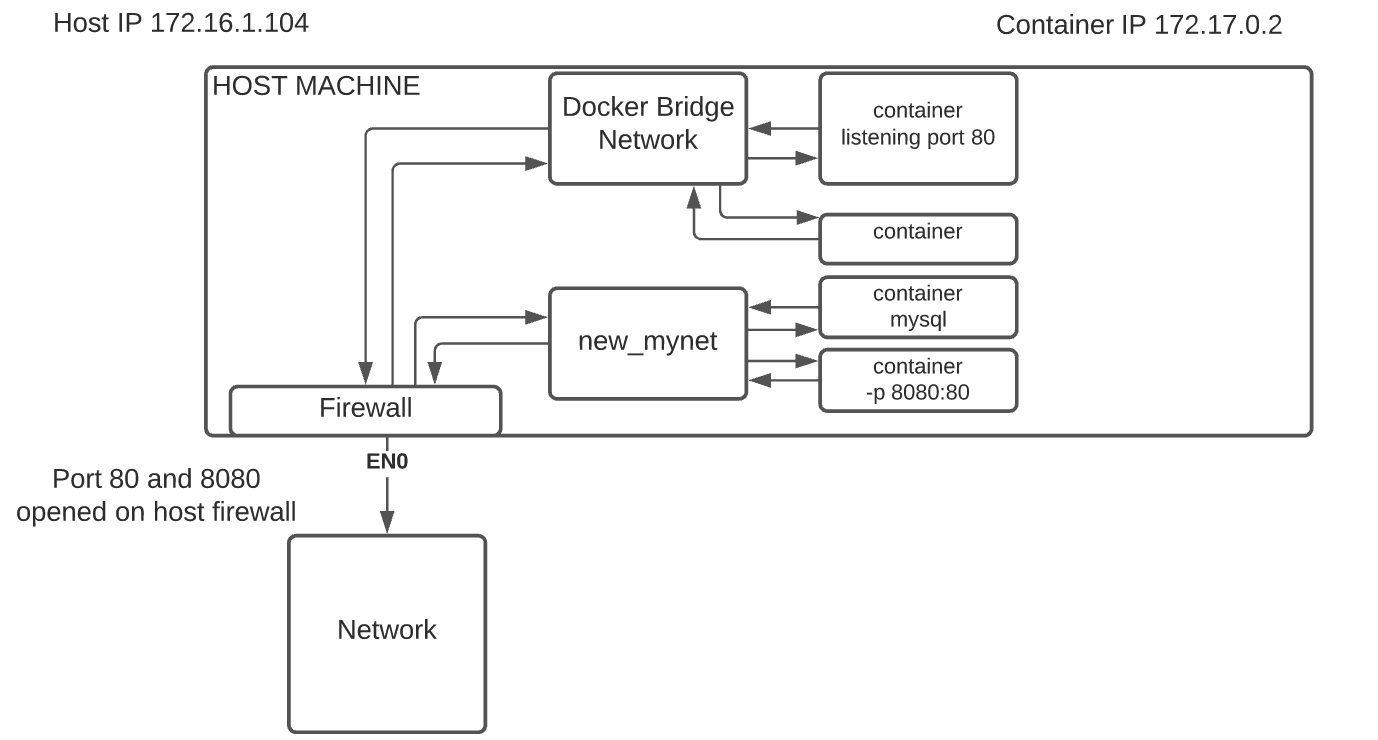 Host IP 172.16.1.104
Container IP 172.17.0.2
HOST MACHINE
Docker Bridge
Network
container
listening port 80
container
container
mysql
new_mynet
container
-p 8080:80
Firewall
EN0
Port 80 and 8080
opened on host firewall
Network